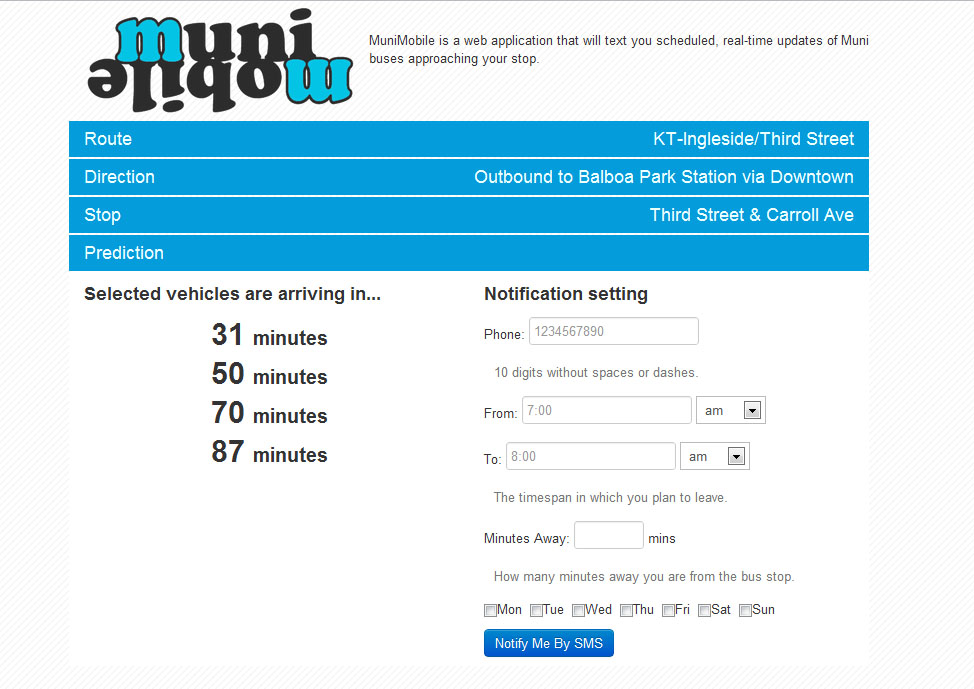 muni
mobile
MuniMobile is a web application that will text you scheduled, real-time updates of Muni
buses approaching your stop.
Route KT-Ingleside/Third Street
Direction Outbound to Balboa Park Station via Downtown
Stop Third Street & Carroll Ave
Prediction
Selected vehicles are arriving in...
31 minutes
50 minutes
70 minutes
87 minutes
Notification setting
Phone: 1234567890
10 digits without spaces or dashes.
From: 7:00 am
To: 8:00 am
The timespan in which you plan to leave.
Minutes Away: mins
How many minutes away you are from the bus stop.
Mon Tue Wed Thu Fri Sat Sun
Notify Me By SMS